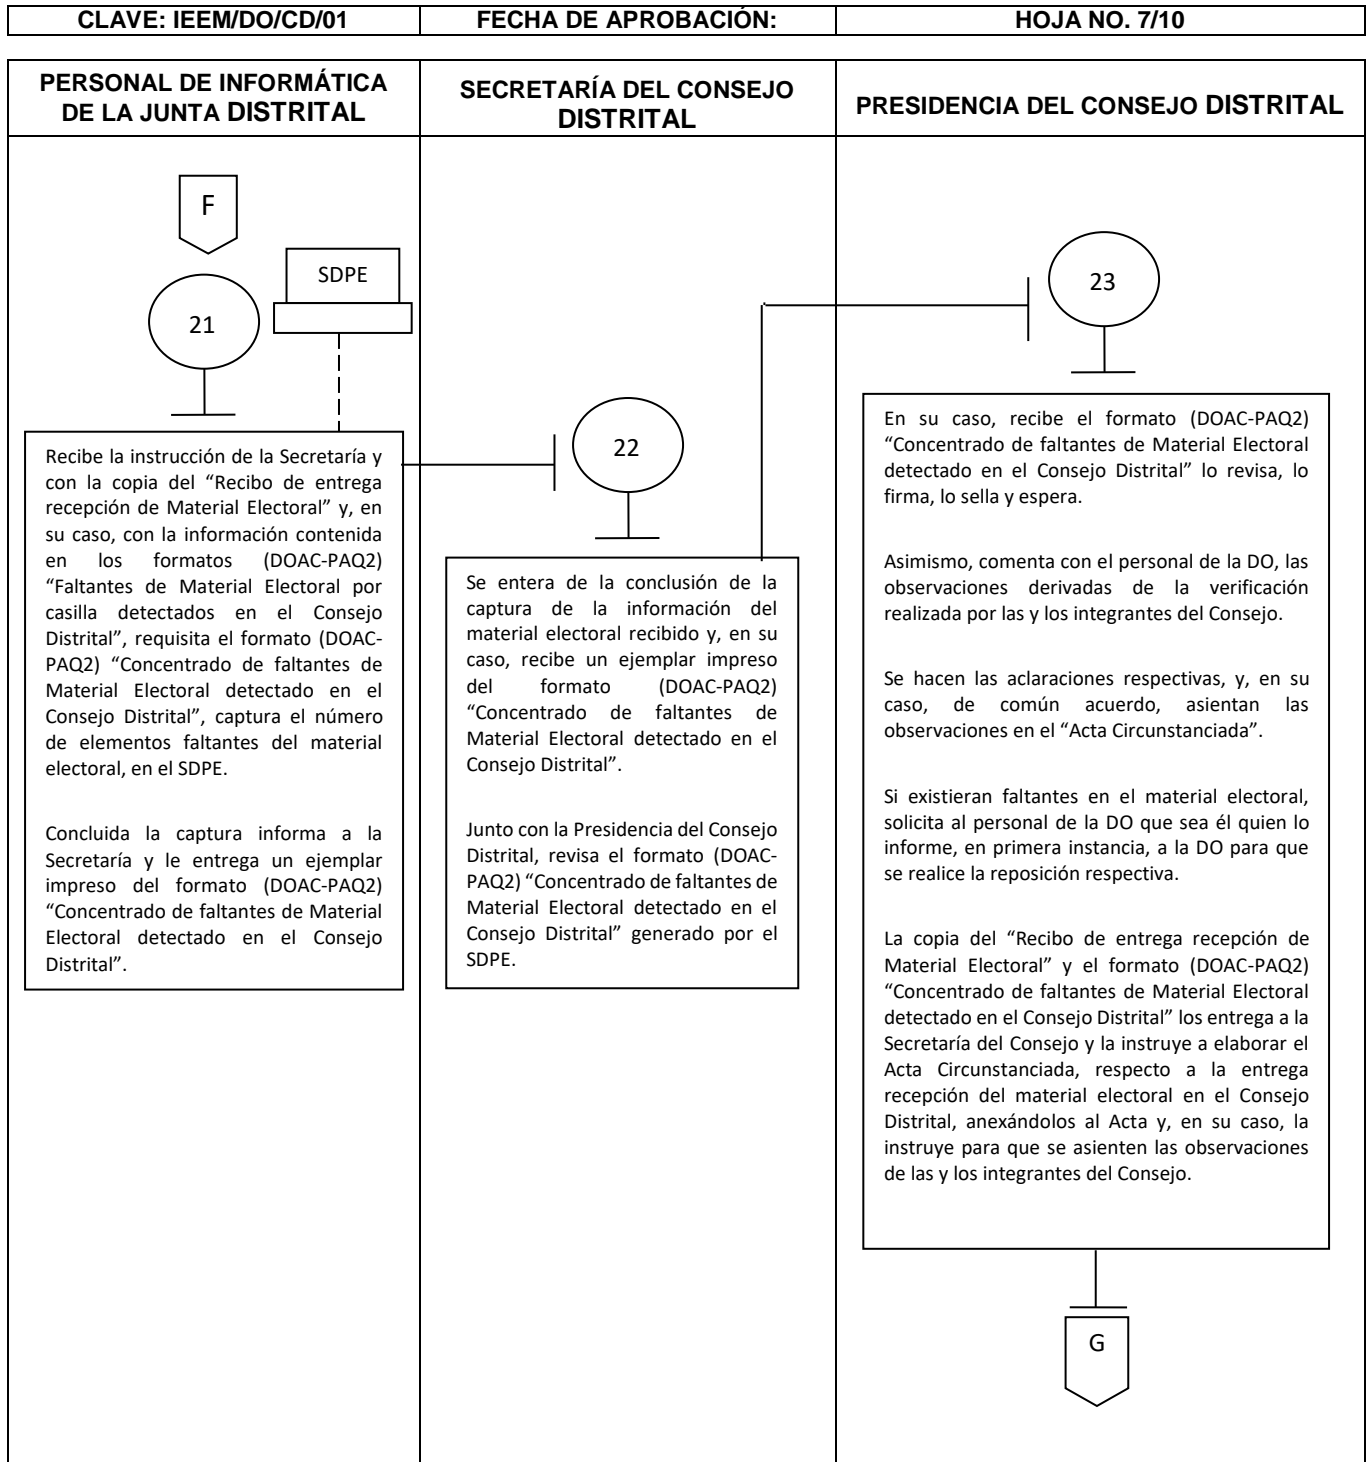 CLAVE: IEEM/DO/CD/01
FECHA DE APROBACIÓN:
HOJA NO. 7/10
PERSONAL DE INFORMÁTICA
DE LA JUNTA DISTRITAL
SECRETARÍA DEL CONSEJO
DISTRITAL
PRESIDENCIA DEL CONSEJO DISTRITAL
F
SDPE
21
Recibe la instrucción de la Secretaría y
con la copia del “Recibo de entrega
recepción de Material Electoral” y, en
su caso, con la información contenida
en los formatos (DOAC-PAQ2)
“Faltantes de Material Electoral por
casilla detectados en el Consejo
Distrital”, requisita el formato (DOAC-
PAQ2) “Concentrado de faltantes de
Material Electoral detectado en el
Consejo Distrital”, captura el número
de elementos faltantes del material
electoral, en el SDPE.
Concluida la captura informa a la
Secretaría y le entrega un ejemplar
impreso del formato (DOAC-PAQ2)
“Concentrado de faltantes de Material
Electoral detectado en el Consejo
Distrital”.
22
Se entera de la conclusión de la
captura de la información del
material electoral recibido y, en su
caso, recibe un ejemplar impreso
del formato (DOAC-PAQ2)
“Concentrado de faltantes de
Material Electoral detectado en el
Consejo Distrital”.
Junto con la Presidencia del Consejo
Distrital, revisa el formato (DOAC-
PAQ2) “Concentrado de faltantes de
Material Electoral detectado en el
Consejo Distrital” generado por el
SDPE.
23
En su caso, recibe el formato (DOAC-PAQ2)
“Concentrado de faltantes de Material Electoral
detectado en el Consejo Distrital” lo revisa, lo
firma, lo sella y espera.
Asimismo, comenta con el personal de la DO, las
observaciones derivadas de la verificación
realizada por las y los integrantes del Consejo.
Se hacen las aclaraciones respectivas, y, en su
caso, de común acuerdo, asientan las
observaciones en el “Acta Circunstanciada”.
Si existieran faltantes en el material electoral,
solicita al personal de la DO que sea él quien lo
informe, en primera instancia, a la DO para que
se realice la reposición respectiva.
La copia del “Recibo de entrega recepción de
Material Electoral” y el formato (DOAC-PAQ2)
“Concentrado de faltantes de Material Electoral
detectado en el Consejo Distrital” los entrega a la
Secretaría del Consejo y la instruye a elaborar el
Acta Circunstanciada, respecto a la entrega
recepción del material electoral en el Consejo
Distrital, anexándolos al Acta y, en su caso, la
instruye para que se asienten las observaciones
de las y los integrantes del Consejo.
G